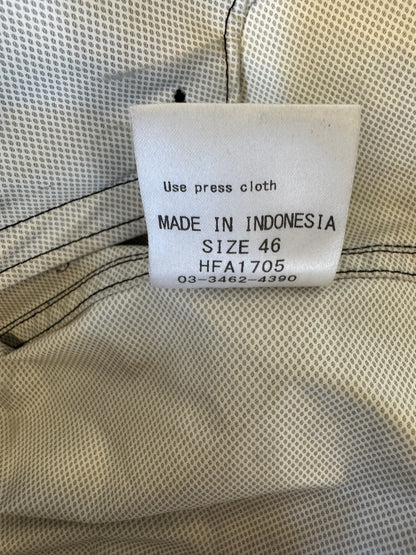 Use press cloth
MADE IN INDONESIA
SIZE 46
HFA1705
03-3462-4390